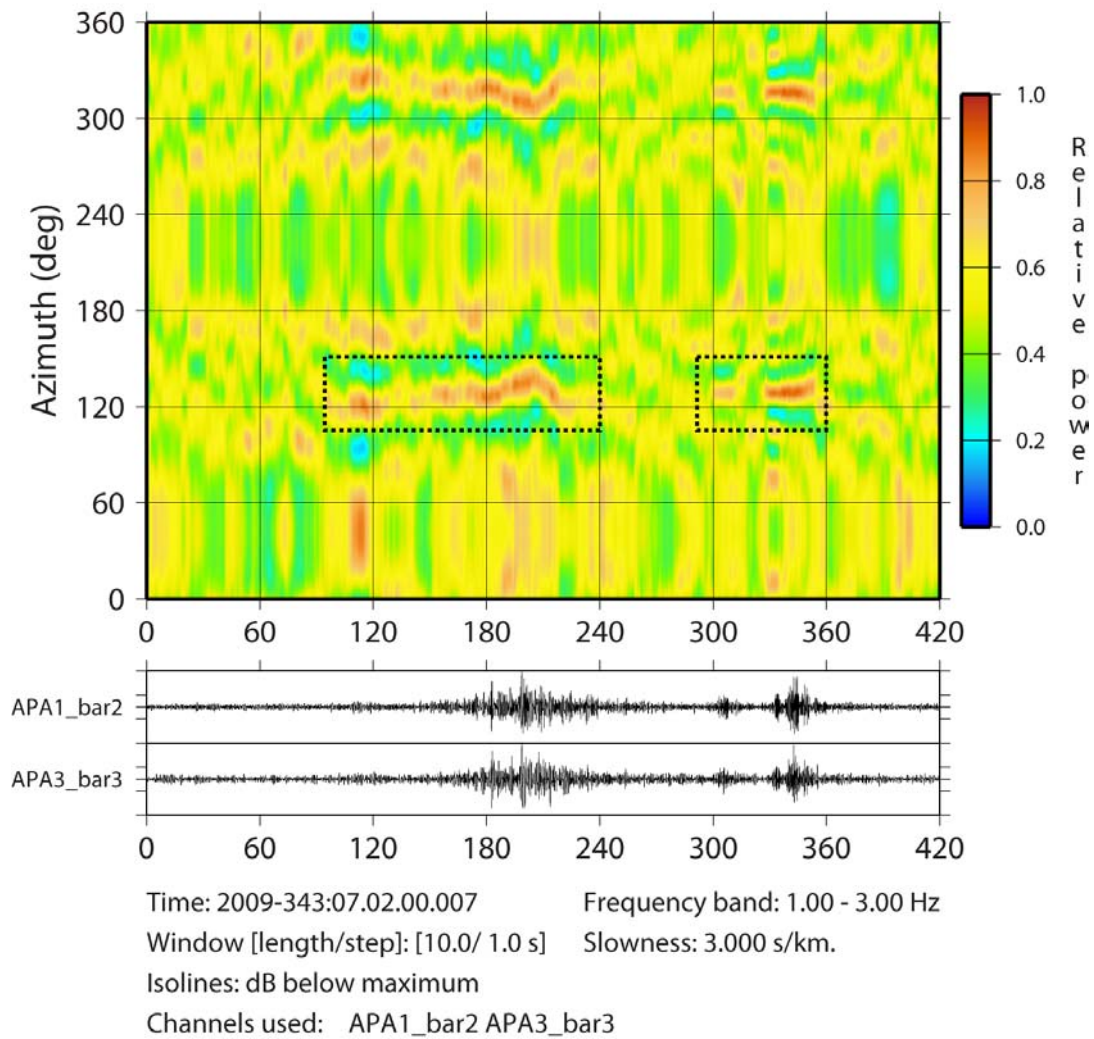 360
300
240
180
120
60
0
Azimuth (deg)
0 60 120 180 240 300 360 420
1.0
0.8
0.6
0.4
0.2
0.0
Relative power
APA1_bar2
APA3_bar3
0 60 120 180 240 300 360 420
Time: 2009-343:07.02.00.007 Frequency band: 1.00 - 3.00 Hz
Window [length/step]: [10.0/ 1.0 s] Slowness: 3.000 s/km.
Isolines: dB below maximum
Channels used: APA1_bar2 APA3_bar3